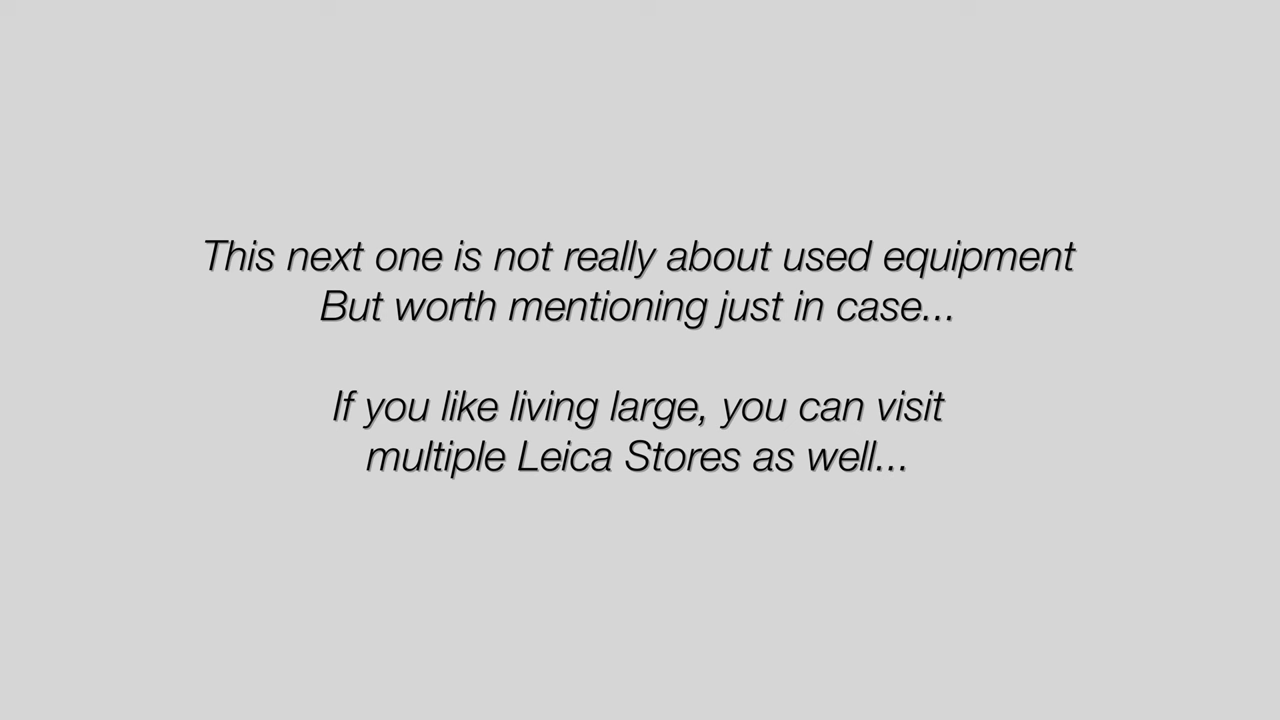 This next one is not really about used equipment
But worth mentioning just in case...
If you like living large, you can visit
multiple Leica Stores as well...